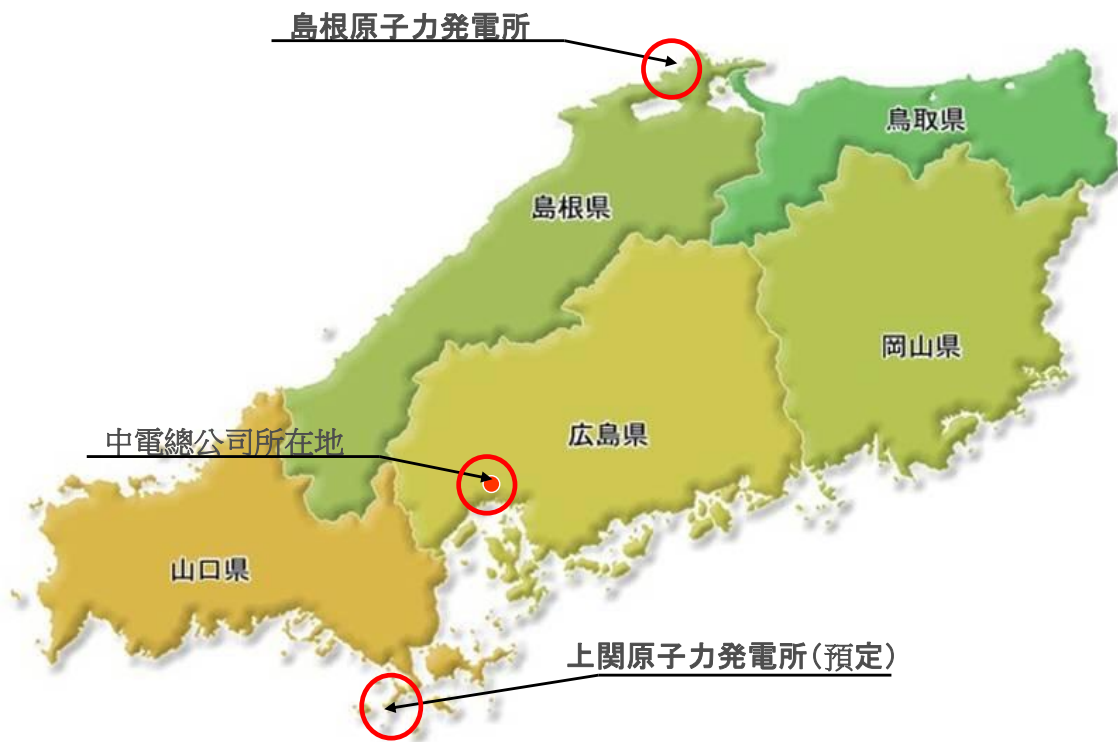 島根原子力発電所
鳥取県
島根県
岡山県
広島県
中電總公司所在地
山口県
上関原子力発電所(預定)